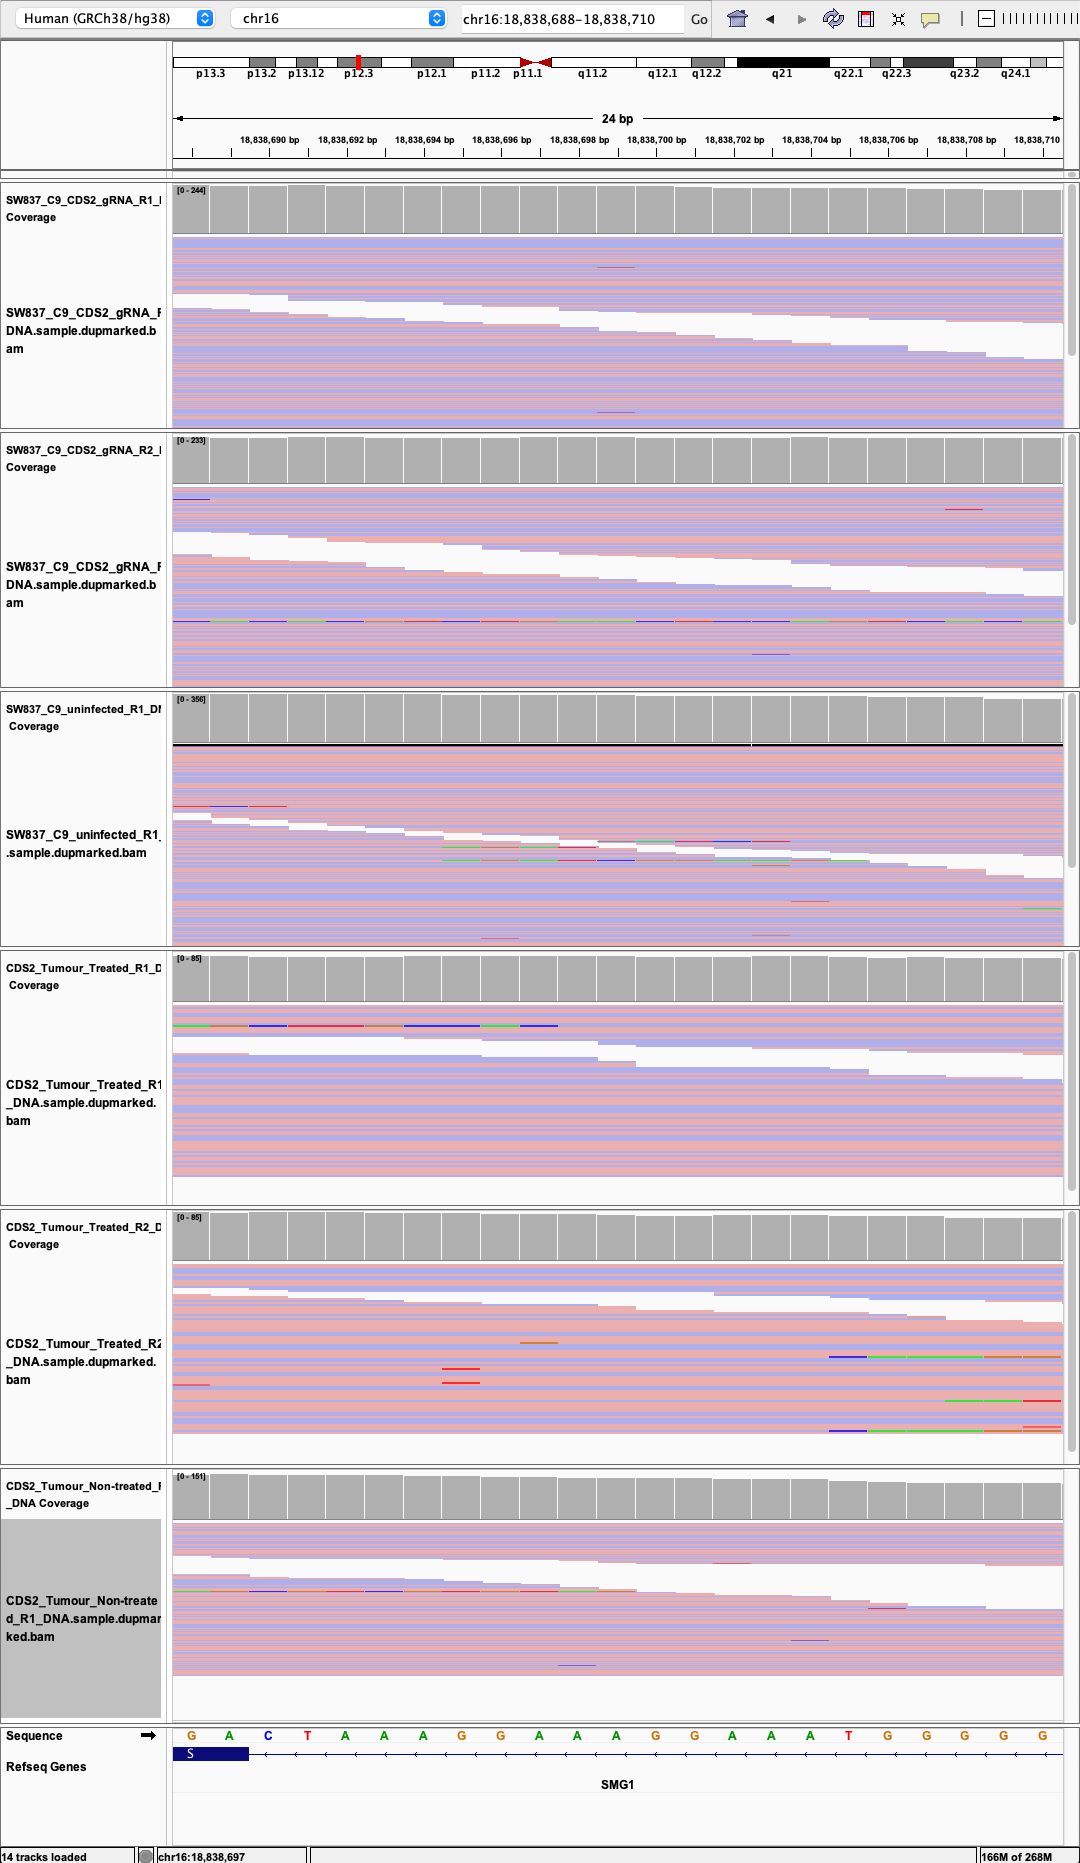 Human (GRCh38/hg38) chr16 chr16:18,838,688-18,838,710 Go
p13.3 p13.2 p13.12 p12.3 p12.1 p11.2 p11.1 q11.2 q12.1 q12.2 q21 q22.1 q22.3 q23.2 q24.1
24 bp
18,838,690 bp 18,838,692 bp 18,838,694 bp 18,838,696 bp 18,838,698 bp 18,838,700 bp 18,838,702 bp 18,838,704 bp 18,838,706 bp 18,838,708 bp 18,838,710
[0 - 244]
SW837_C9_CDS2_gRNA_R1_
Coverage
SW837_C9_CDS2_gRNA_
DNA.sample.dupmarked.b
am
[0 - 233]
SW837_C9_CDS2_gRNA_R2_
Coverage
SW837_C9_CDS2_gRNA_
DNA.sample.dupmarked.b
am
[0 - 356]
SW837_C9_uninfected_R1_D
Coverage
SW837_C9_uninfected_R1_
.sample.dupmarked.bam
[0 - 85]
CDS2_Tumour_Treated_R1_D
Coverage
CDS2_Tumour_Treated_R1
_DNA.sample.dupmarked.
bam
[0 - 85]
CDS2_Tumour_Treated_R2_D
Coverage
CDS2_Tumour_Treated_R2
_DNA.sample.dupmarked.
bam
[0 - 151]
CDS2_Tumour_Non-treated_
_DNA Coverage
CDS2_Tumour_Non-treate
d_R1_DNA.sample.dupmar
ked.bam
Sequence G A C T A A A G G A A A G G A A A T G G G G G
S
Refseq Genes
SMG1
14 tracks loaded chr16:18,838,697 166M of 268M